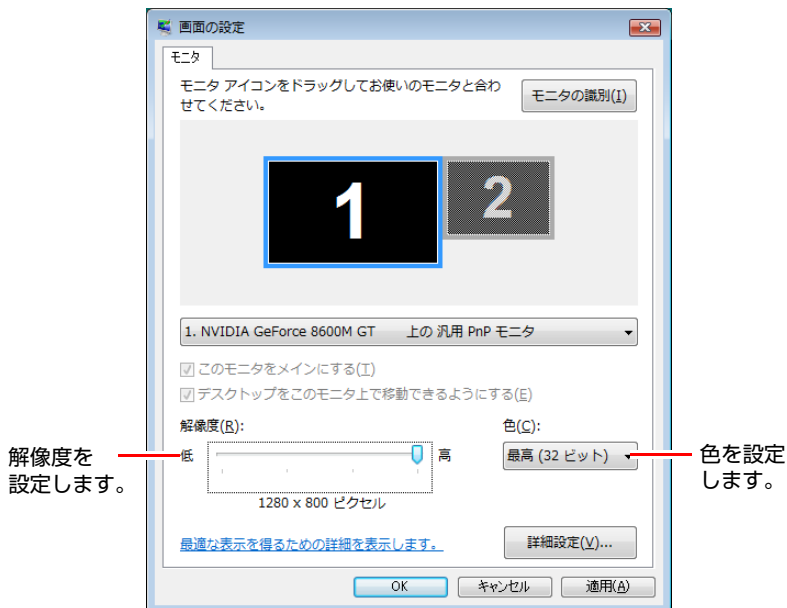 画面の設定
モニタ
モニタ アイコンをドラッグしてお使いのモニタと合わ
せてください。
モニタの識別(I)
1
2
1. NVIDIA GeForce 8600M GT 上の 汎用 PnP モニタ
このモニタをメインにする(T)
デスクトップをこのモニタ上で移動できるようにする(E)
解像度(R):
色(C):
低
高
最高 (32 ビット)
1280 x 800 ピクセル
解像度を
設定します。
色を設定
します。
最適な表示を得るための詳細を表示します。
詳細設定(V)...
OK
キャンセル
適用(A)